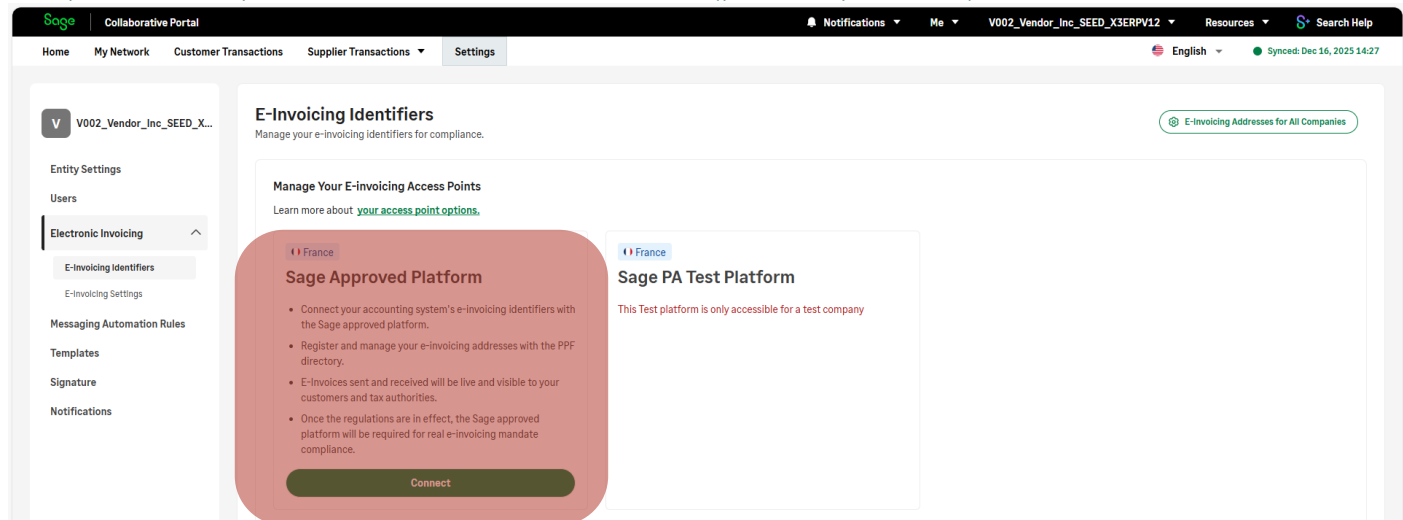 Sage Collaborative Portal Notifications Me V002_Vendor_Inc_SEED_X3ERPV12 Resources Search Help
Home My Network Customer Transactions Supplier Transactions Settings English Synced: Dec 16, 2025 14:27
V V002_Vendor_Inc_SEED_X...
Entity Settings
Users
Electronic Invoicing
E-Invoicing Identifiers
E-Invoicing Settings
Messaging Automation Rules
Templates
Signature
Notifications
E-Invoicing Identifiers
Manage your e-invoicing identifiers for compliance.
E-Invoicing Addresses for All Companies
Manage Your E-invoicing Access Points
Learn more about your access point options.
France
Sage Approved Platform
• Connect your accounting system's e-invoicing identifiers with
the Sage approved platform.
• Register and manage your e-invoicing addresses with the PPF
directory.
• E-Invoices sent and received will be live and visible to your
customers and tax authorities.
• Once the regulations are in effect, the Sage approved
platform will be required for real e-invoicing mandate
compliance.
Connect
France
Sage PA Test Platform
This Test platform is only accessible for a test company